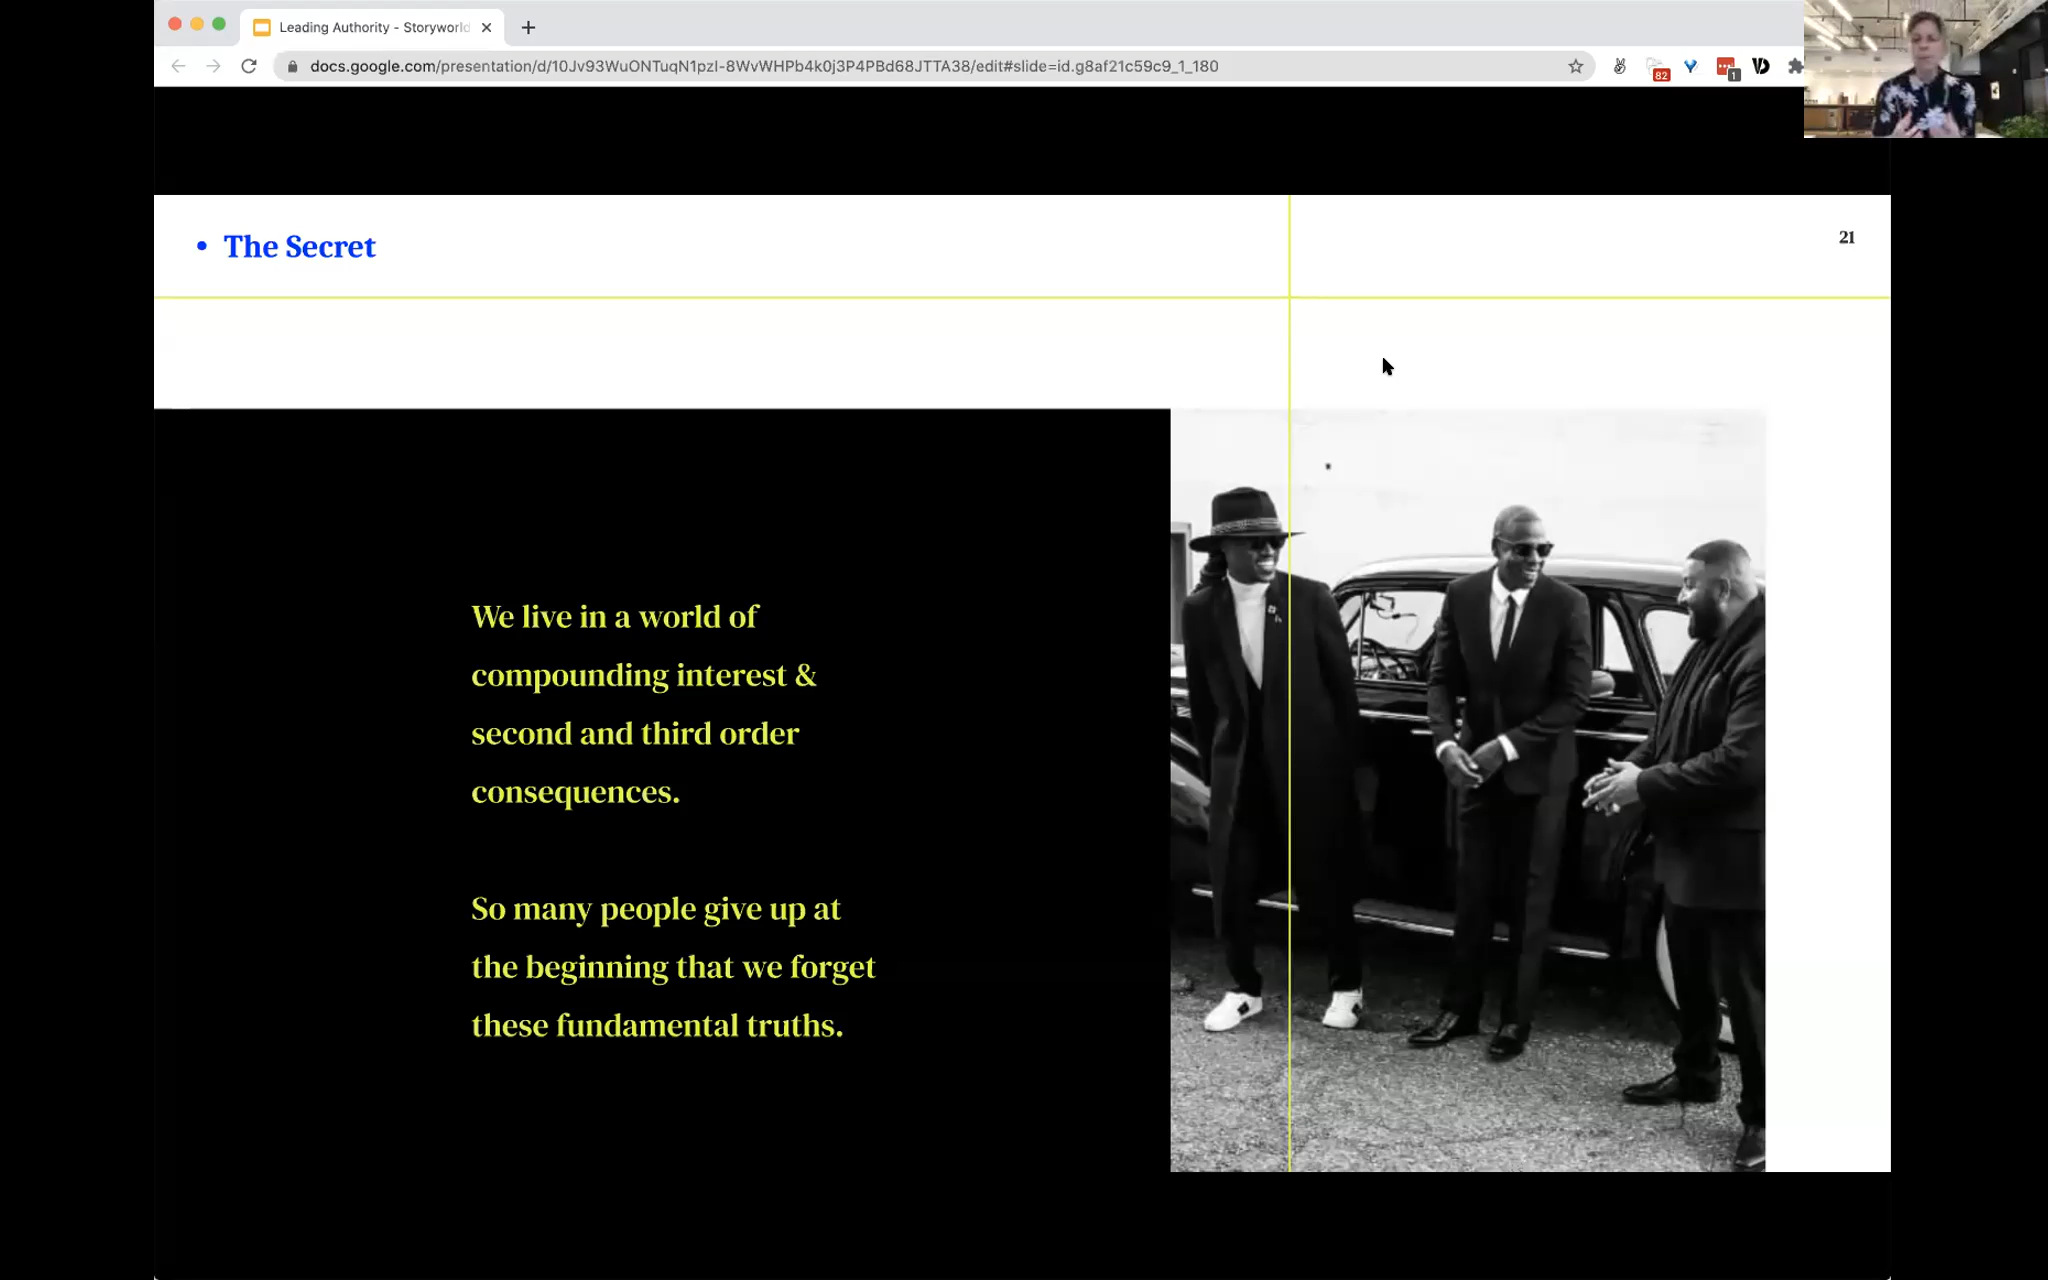 Leading Authority - Storyworld
docs.google.com/presentation/d/10Jv93WuONTuqN1pzI-8WvWHPb4k0j3P4PBd68JTTA38/edit#slide=id.g8af21c59c9_1_180
82
1
• The Secret
21
We live in a world of
compounding interest &
second and third order
consequences.
So many people give up at
the beginning that we forget
these fundamental truths.